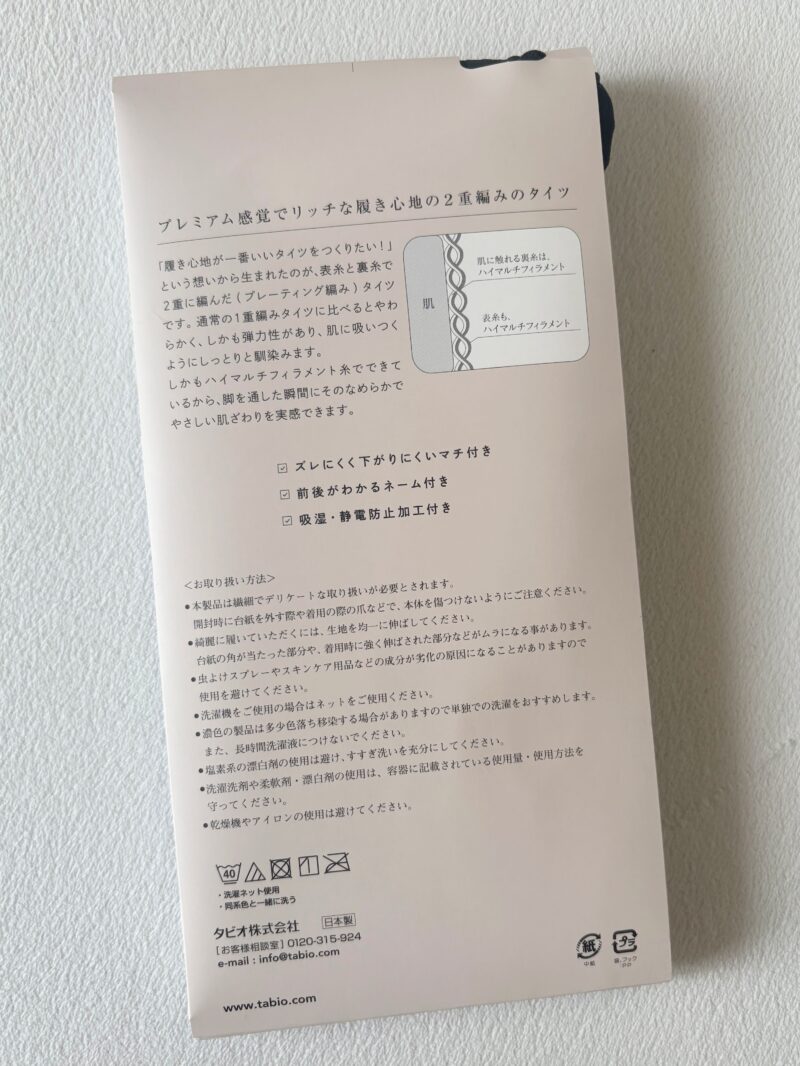 プレミアム感覚でリッチな履き心地の2重編みのタイツ
「履き心地が一番いいタイツをつくりたい！」
という想いから生まれたのが、表糸と裏糸で
2重に編んだ(プレーティング編み)タイツ
です。通常の1重編みタイツに比べるとやわ
らかく、しかも弾力性があり、肌に吸いつく
ようにしっとりと馴染みます。
しかもハイマルチフィラメント糸でできて
いるから、脚を通した瞬間にそのなめらかで
やさしい肌ざわりを実感できます。
肌
肌に触れる裏糸は、
ハイマルチフィラメント
表糸も、
ハイマルチフィラメント
ズレにくく下がりにくいマチ付き
前後がわかるネーム付き
吸湿・静電防止加工付き
＜お取り扱い方法＞
●本製品は繊細でデリケートな取り扱いが必要とされます。
開封時に台紙を外す際や着用の際の爪などで、本体を傷つけないようにご注意ください。
●綺麗に履いていただくには、生地を均一に伸ばしてください。
台紙の角が当たった部分や、着用時に強く伸ばされた部分などがムラになる事があります。
●虫よけスプレーやスキンケア用品などの成分が劣化の原因になることがありますので
使用を避けてください。
●洗濯機をご使用の場合はネットをご使用ください。
●濃色の製品は多少色落ち移染する場合がありますので単独での洗濯をおすすめします。
また、長時間洗濯液につけないでください。
●塩素系の漂白剤の使用は避け、すすぎ洗いを充分にしてください。
●洗濯洗剤や柔軟剤・漂白剤の使用は、容器に記載されている使用量・使用方法を
守ってください。
●乾燥機やアイロンの使用は避けてください。
40
・洗濯ネット使用
・同系色と一緒に洗う
タビオ株式会社 日本製
[お客様相談室] 0120-315-924
e-mail : info@tabio.com
www.tabio.com
紙
中紙
プラ
袋,フック
PP